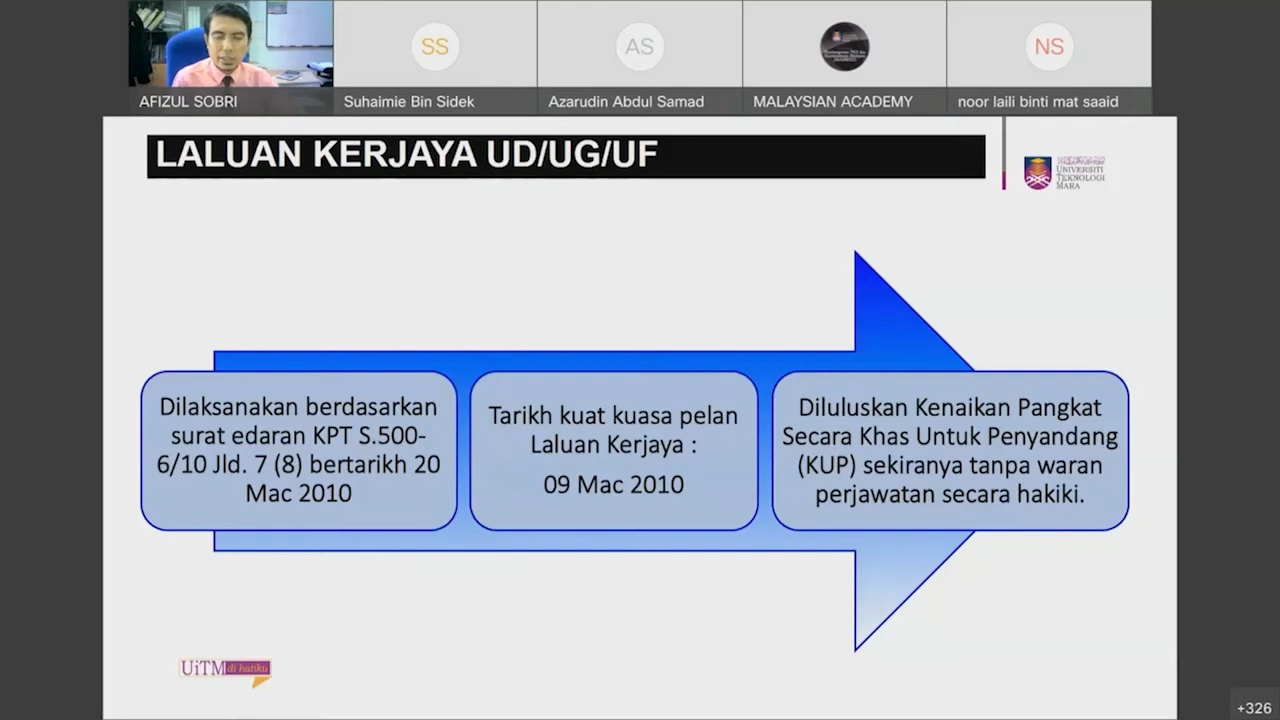 SS
AS
NS
AFIZUL SOBRI
Suhaimie Bin Sidek
Azarudin Abdul Samad
MALAYSIAN ACADEMY
noor laili binti mat saaid
LALUAN KERJAYA UD/UG/UF
UNIVERSITI
TEKNOLOGI
MARA
Dilaksanakan berdasarkan
surat edaran KPT S.500-
6/10 Jld. 7 (8) bertarikh 20
Mac 2010
Tarikh kuat kuasa pelan
Laluan Kerjaya :
09 Mac 2010
Diluluskan Kenaikan Pangkat
Secara Khas Untuk Penyandang
(KUP) sekiranya tanpa waran
perjawatan secara hakiki.
UiTM di hatiku
+326